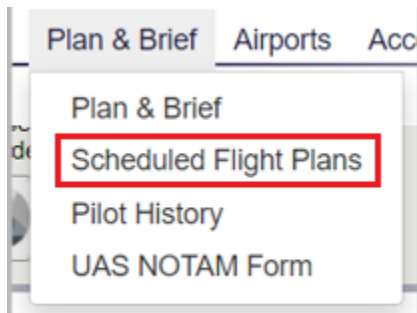 Plan & Brief Airports
Plan & Brief
Scheduled Flight Plans
Pilot History
UAS NOTAM Form